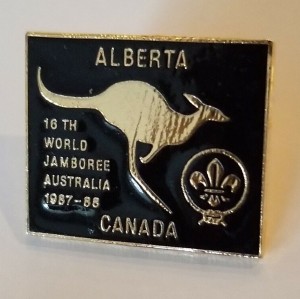 ALBERTA
16 TH
WORLD
JAMBOREE
AUSTRALIA
1987-88
CANADA